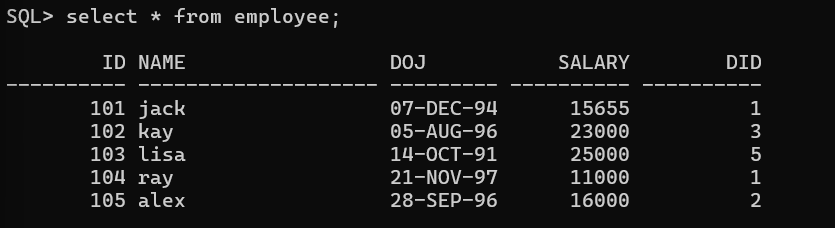 SQL> select * from employee;
ID NAME DOJ SALARY DID
---------- -------------------- --------- ---------- ----------
101 jack 07-DEC-94 15655 1
102 kay 05-AUG-96 23000 3
103 lisa 14-OCT-91 25000 5
104 ray 21-NOV-97 11000 1
105 alex 28-SEP-96 16000 2